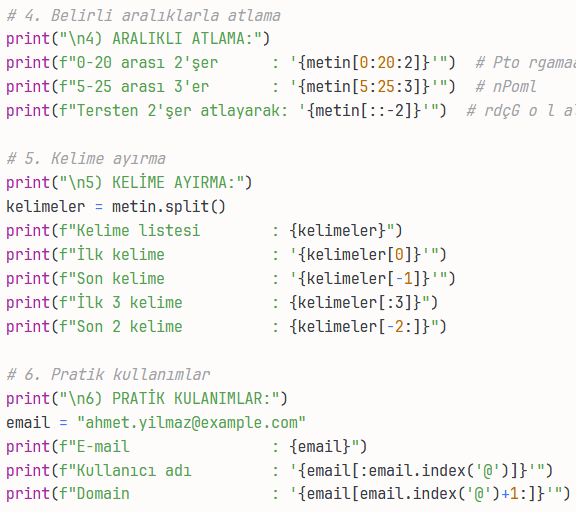 # 4. Belirli aralıklarla atlama
print("\n4) ARALIKLI ATLAMA:")
print(f"0-20 arası 2'şer      : '{metin[0:20:2]}'")  # Pto rgama
print(f"5-25 arası 3'er       : '{metin[5:25:3]}'")  # nPoml
print(f"Tersten 2'şer atlayarak: '{metin[::-2]}'")  # rdçG o l a

# 5. Kelime ayırma
print("\n5) KELİME AYIRMA:")
kelimeler = metin.split()
print(f"Kelime listesi        : {kelimeler}")
print(f"İlk kelime            : '{kelimeler[0]}'")
print(f"Son kelime            : '{kelimeler[-1]}'")
print(f"İlk 3 kelime          : {kelimeler[:3]}")
print(f"Son 2 kelime          : {kelimeler[-2:]}")

# 6. Pratik kullanımlar
print("\n6) PRATİK KULANIMLAR:")
email = "ahmet.yilmaz@example.com"
print(f"E-mail                : {email}")
print(f"Kullanıcı adı         : '{email[:email.index('@')]}'")
print(f"Domain                : '{email[email.index('@')+1:]}'")